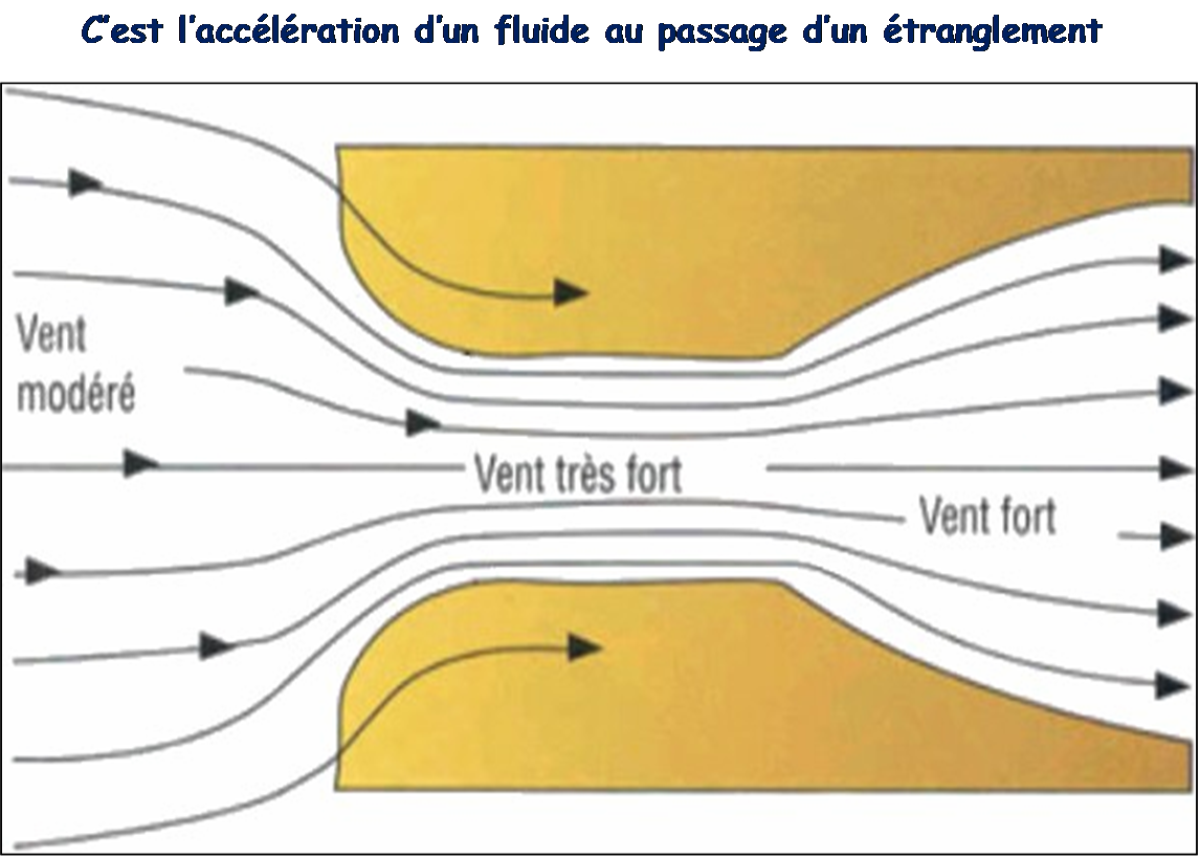 C'est l'accélération d'un fluide au passage d'un étranglement
Vent
modéré
Vent très fort
Vent fort